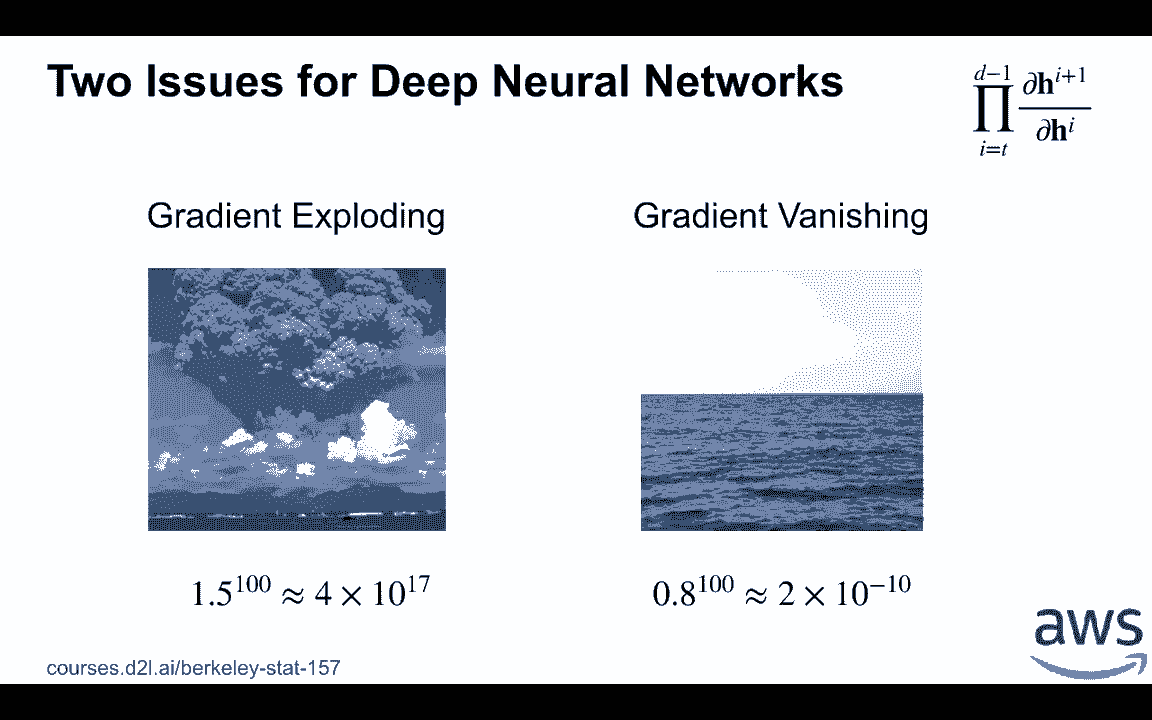 Two Issues for Deep Neural Networks
$\prod_{i=t}^{d-1} \frac{\partial \mathbf{h}^{i+1}}{\partial \mathbf{h}^{i}}$
Gradient Exploding
Gradient Vanishing
$1.5^{100} \approx 4 \times 10^{17}$
$0.8^{100} \approx 2 \times 10^{-10}$
aws
courses.d2l.ai/berkeley-stat-157